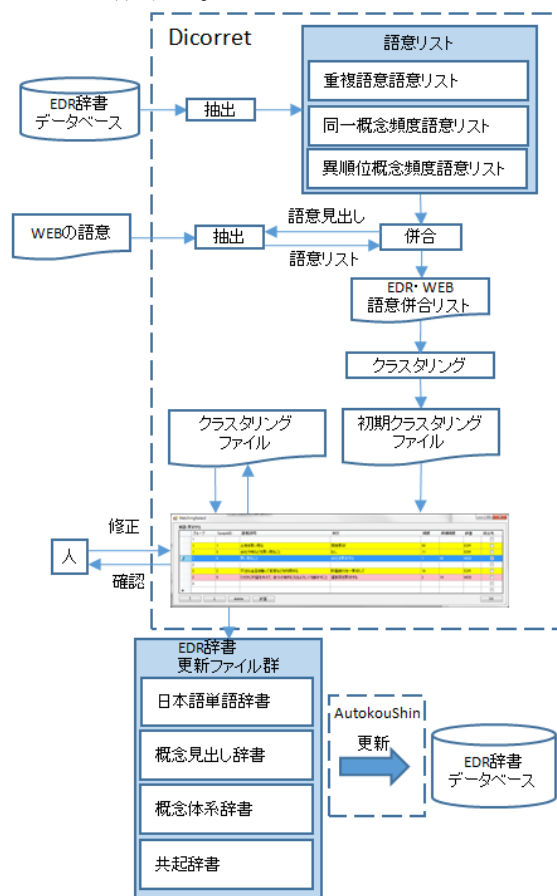 Dicorret
語意リスト
重複語意語意リスト
同一概念頻度語意リスト
異順位概念頻度語意リスト
EDR辞書
データベース
抽出
語意見出し
WEBの語意
抽出
併合
語意リスト
EDR・WEB
語意併合リスト
クラスタリング
クラスタリング
ファイル
初期クラスタリング
ファイル
修正
人
確認
EDR辞書
更新ファイル群
日本語単語辞書
概念見出し辞書
概念体系辞書
共起辞書
AutokouShin
更新
EDR辞書
データベース